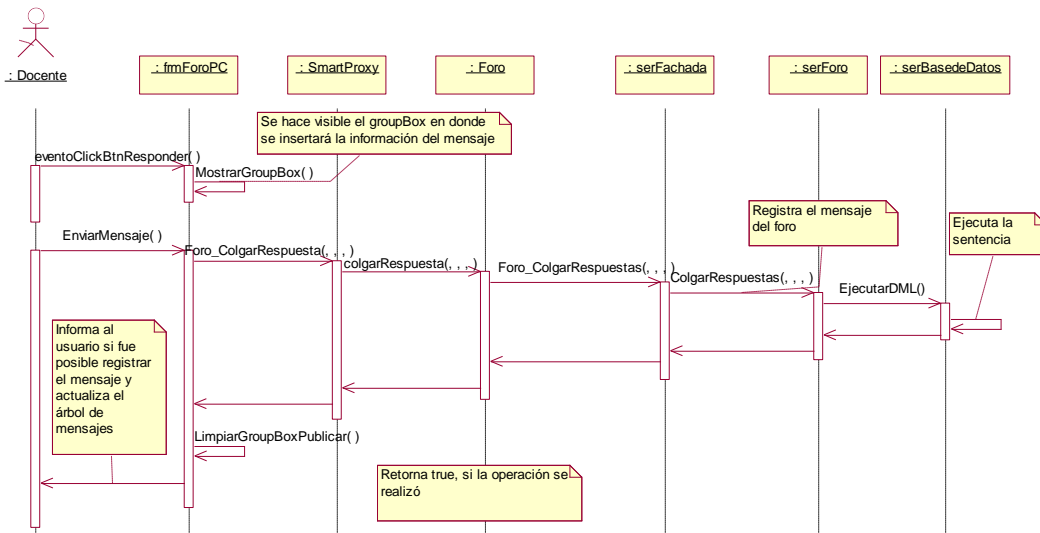 : Docente
: frmForoPC
: SmartProxy
: Foro
: serFachada
: serForo
: serBasedeDatos
Se hace visible el groupBox en donde
se insertará la información del mensaje
eventoClickBtnResponder( )
MostrarGroupBox( )
Registra el mensaje
del foro
Ejecuta la
sentencia
EnviarMensaje( )
Foro_ColgarRespuesta(, , , )
colgarRespuesta(, , , )
Foro_ColgarRespuestas(, , , )
ColgarRespuestas(, , , )
EjecutarDML()
Informa al
usuario si fue
posible registrar
el mensaje y
actualiza el
árbol de
mensajes
LimpiarGroupBoxPublicar( )
Retorna true, si la operación se
realizó